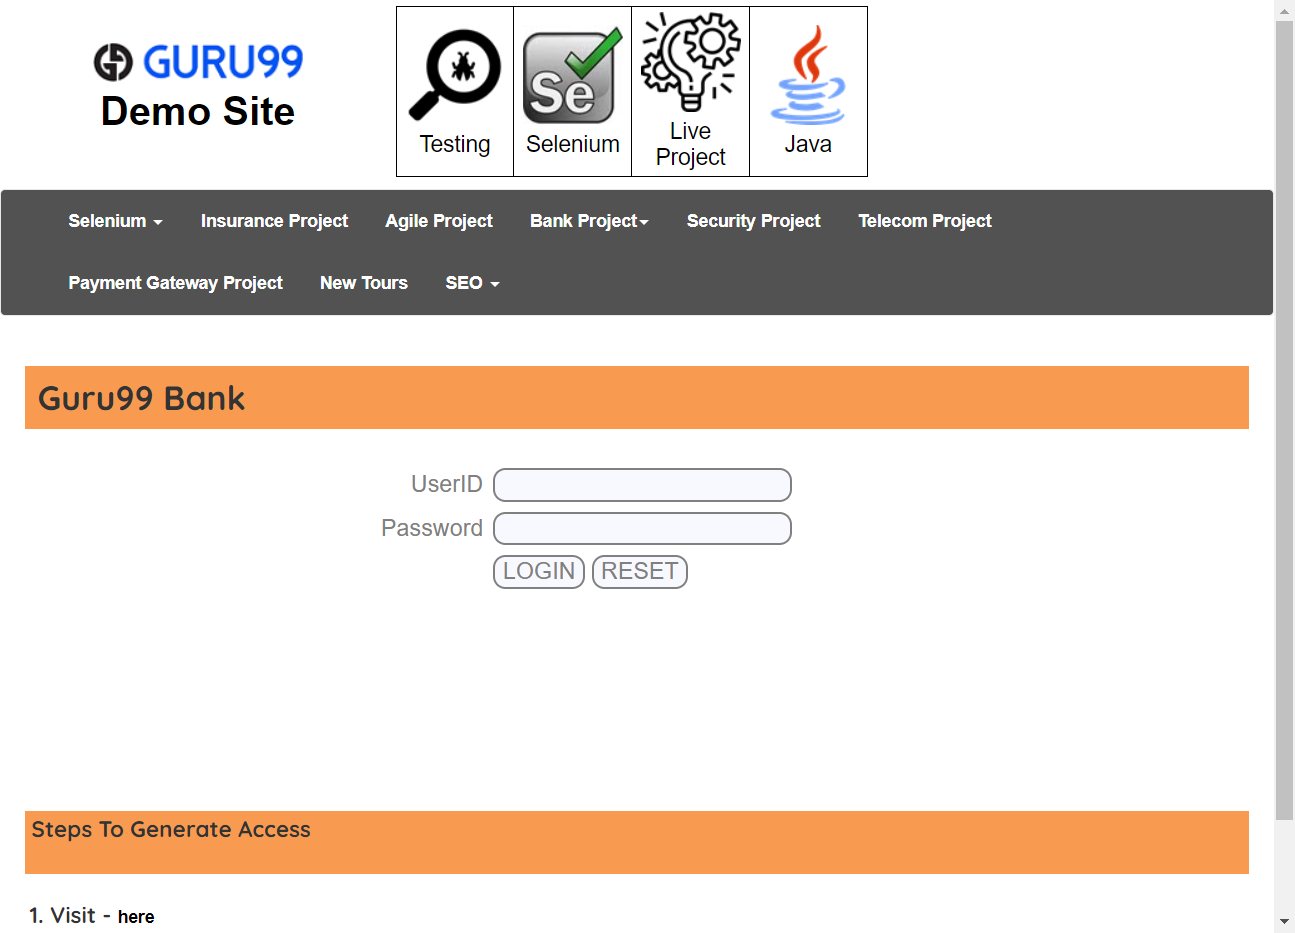 GURU99
Demo Site
Testing
Se
Selenium
Live
Project
Java
Selenium Insurance Project Agile Project Bank Project Security Project Telecom Project
Payment Gateway Project New Tours SEO
Guru99 Bank
UserID
Password
LOGIN RESET
Steps To Generate Access
1. Visit - here